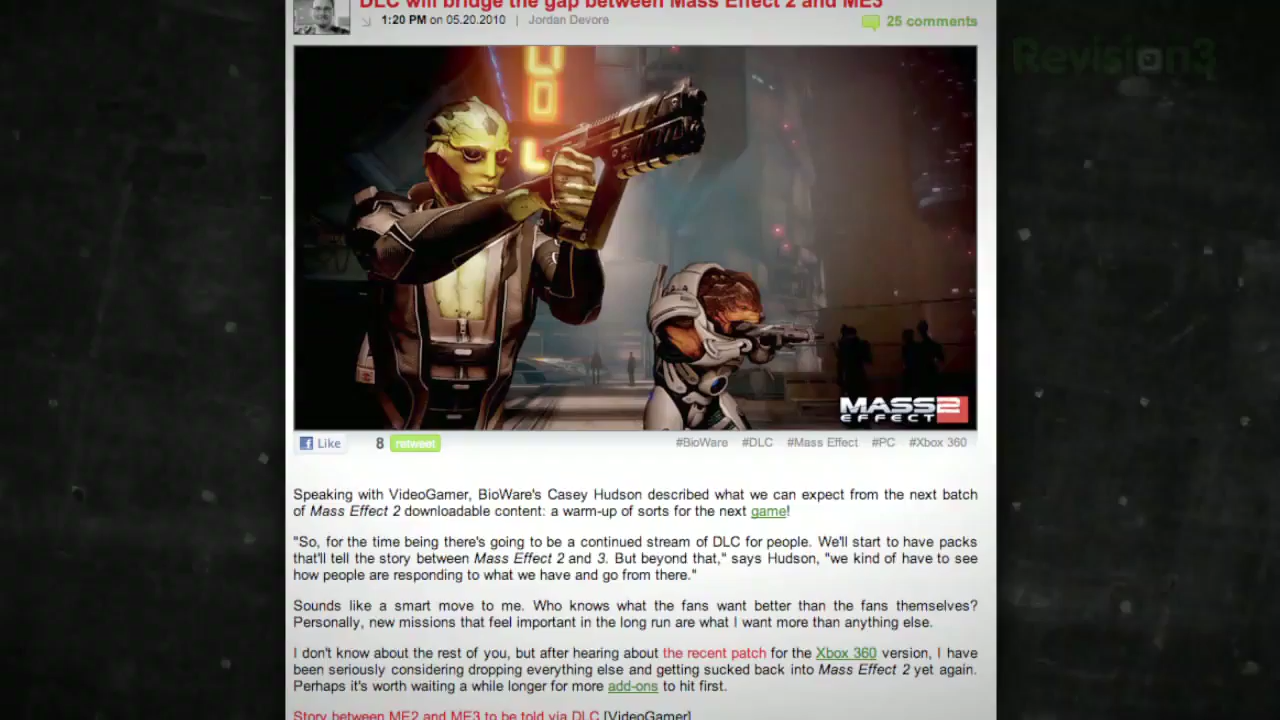 DLC will bridge the gap between Mass Effect 2 and ME3
1:20 PM on 05.20.2010 | Jordan Devore
25 comments
Revision3
MASS 2
EFFECT
Like
8 retweet
#BioWare #DLC #Mass Effect #PC #Xbox 360
Speaking with VideoGamer, BioWare's Casey Hudson described what we can expect from the next batch
of Mass Effect 2 downloadable content: a warm-up of sorts for the next game!
"So, for the time being there's going to be a continued stream of DLC for people. We'll start to have packs
that'll tell the story between Mass Effect 2 and 3. But beyond that," says Hudson, "we kind of have to see
how people are responding to what we have and go from there."
Sounds like a smart move to me. Who knows what the fans want better than the fans themselves?
Personally, new missions that feel important in the long run are what I want more than anything else.
I don't know about the rest of you, but after hearing about the recent patch for the Xbox 360 version, I have
been seriously considering dropping everything else and getting sucked back into Mass Effect 2 yet again.
Perhaps it's worth waiting a while longer for more add-ons to hit first.
Story between ME2 and ME3 to be told via DLC [VideoGamer]